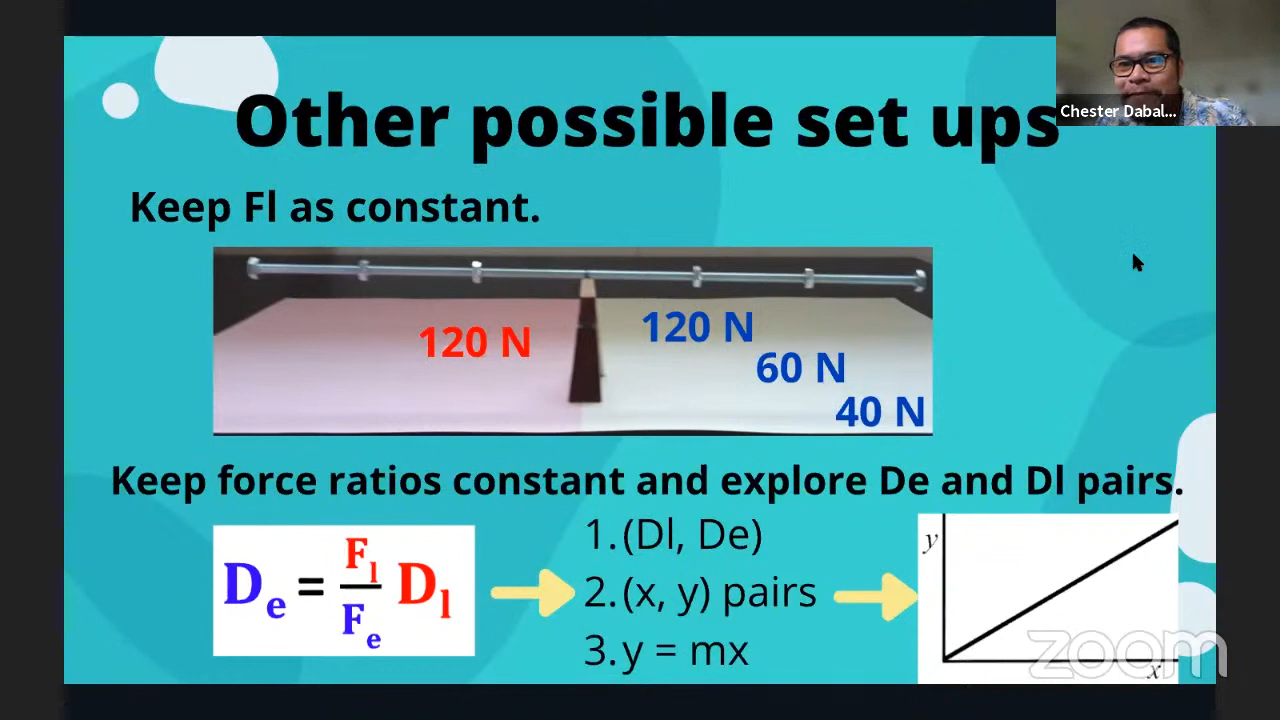 Other possible set ups
Chester Dabal...
Keep Fl as constant.
120 N
120 N
60 N
40 N
Keep force ratios constant and explore De and Dl pairs.
Dₑ = Fₗ/Fₑ Dₗ
1. (Dl, De)
2. (x, y) pairs
3. y = mx
y
x
zoom